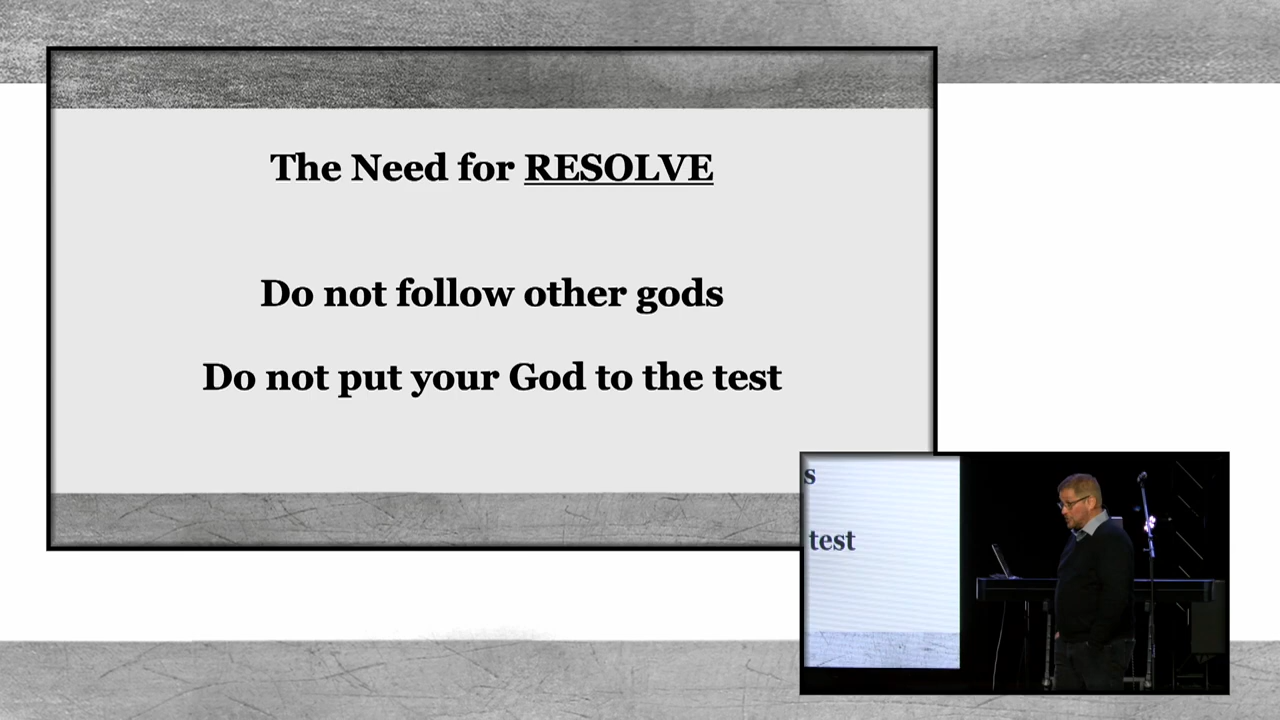 The Need for RESOLVE
Do not follow other gods
Do not put your God to the test
s
test